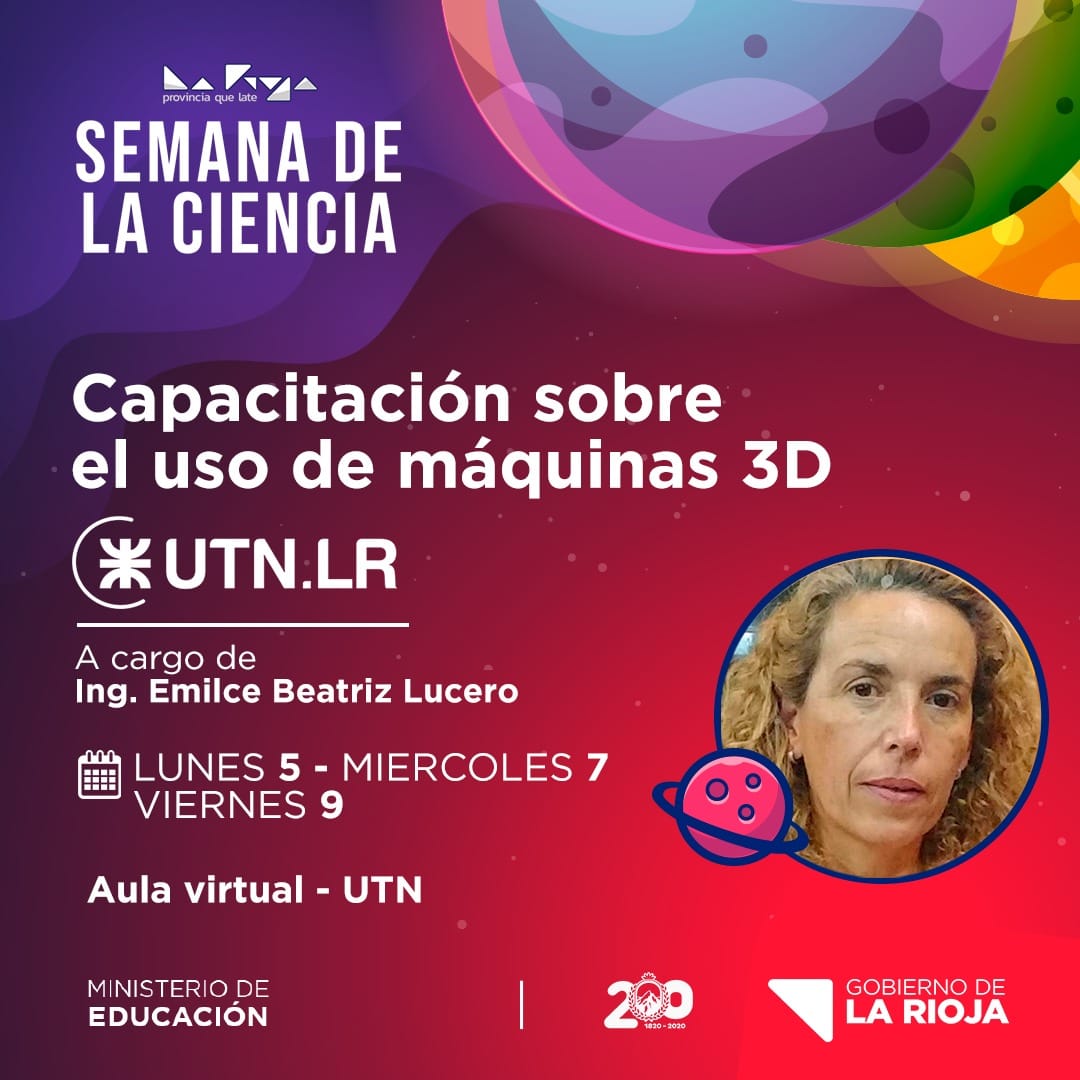 La Rioja
provincia que late
SEMANA DE
LA CIENCIA
Capacitación sobre
el uso de máquinas 3D
UTN.LR
A cargo de
Ing. Emilce Beatriz Lucero
LUNES 5 - MIERCOLES 7
VIERNES 9
Aula virtual - UTN
MINISTERIO DE
EDUCACIÓN
200
1820 - 2020
GOBIERNO DE
LA RIOJA